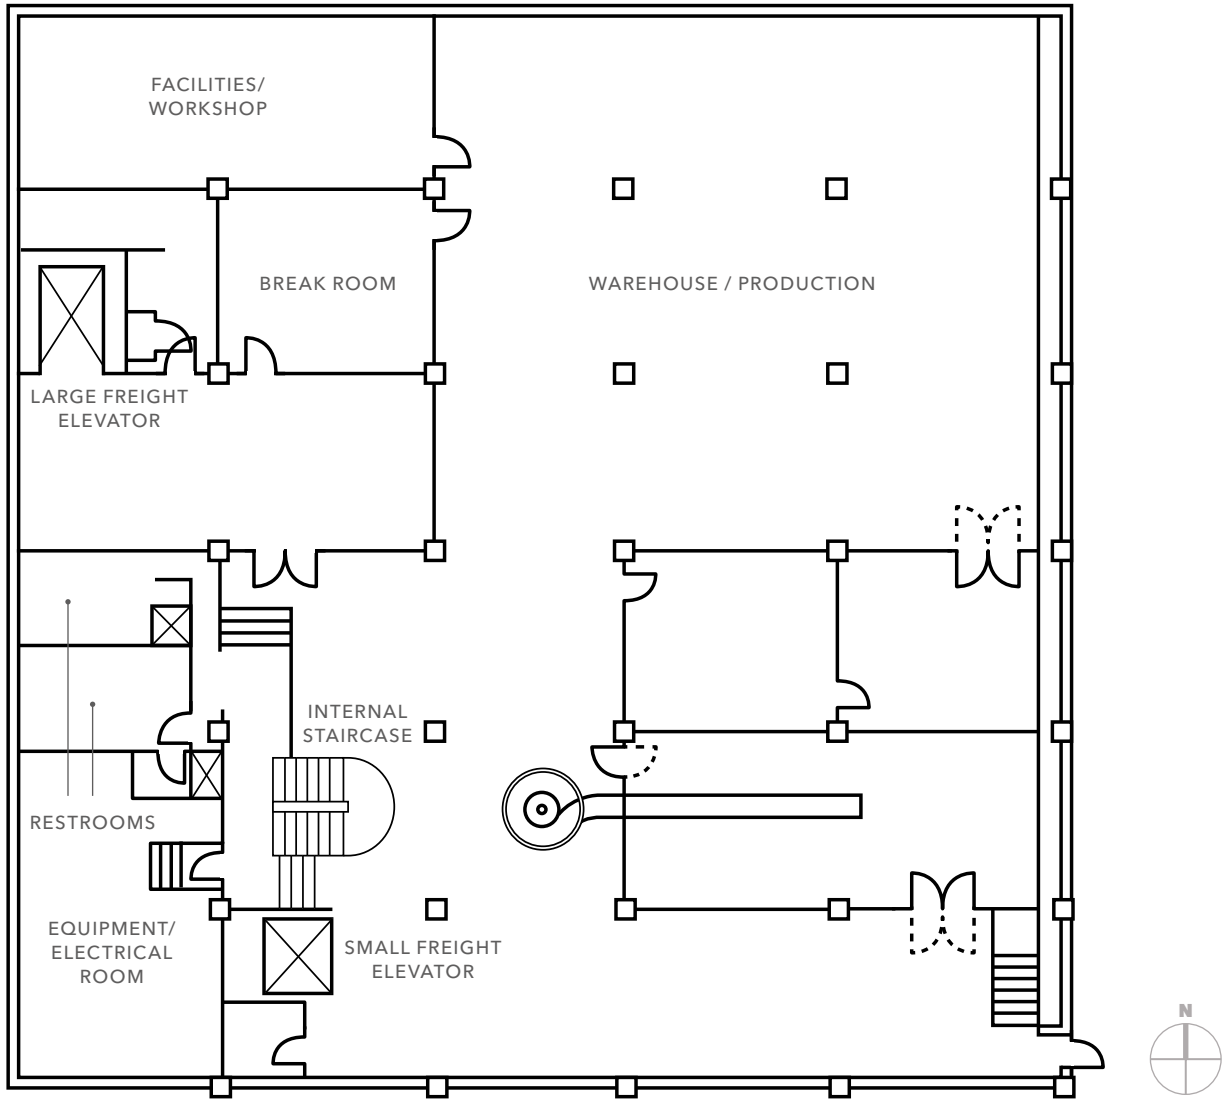 FACILITIES/
WORKSHOP
BREAK ROOM
WAREHOUSE / PRODUCTION
LARGE FREIGHT
ELEVATOR
INTERNAL
STAIRCASE
RESTROOMS
EQUIPMENT/
ELECTRICAL
ROOM
SMALL FREIGHT
ELEVATOR
N